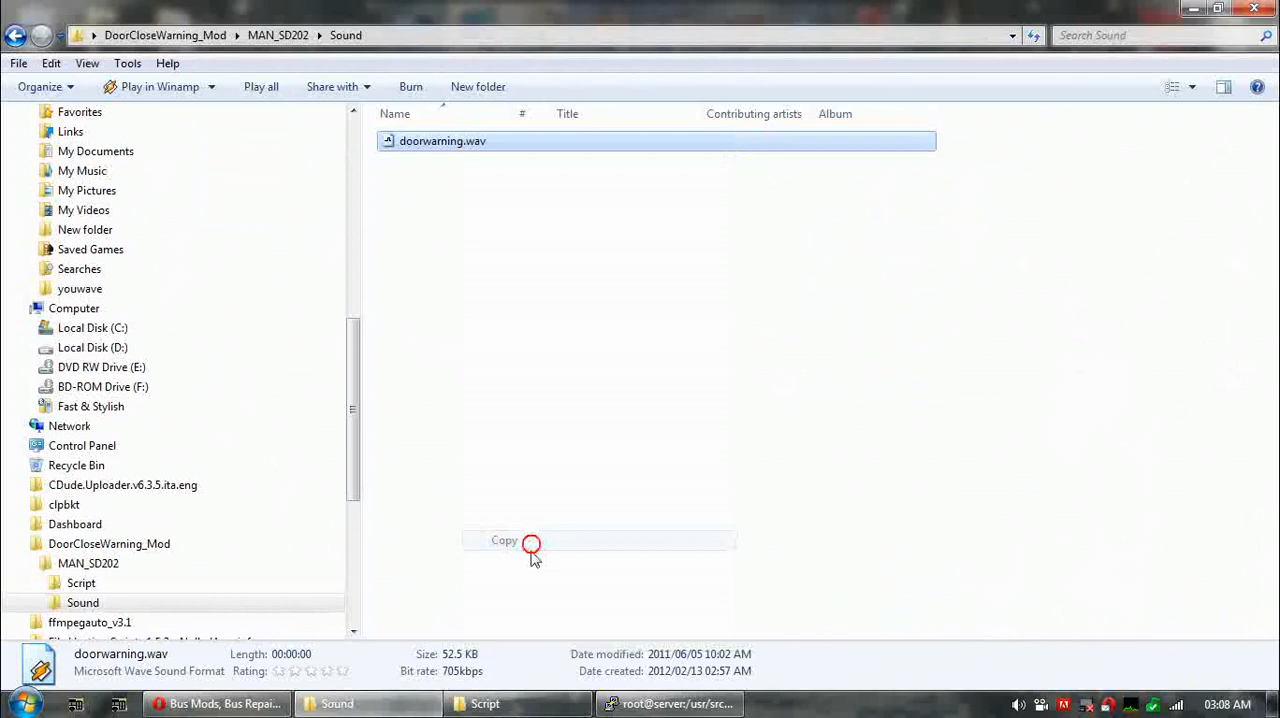 DoorCloseWarning_Mod MAN_SD202 Sound
Search Sound
File Edit View Tools Help
Organize Play in Winamp Play all Share with Burn New folder
Name # Title Contributing artists Album
doorwarning.wav
Favorites
Links
My Documents
My Music
My Pictures
My Videos
New folder
Saved Games
Searches
youwave
Computer
Local Disk (C:)
Local Disk (D:)
DVD RW Drive (E:)
BD-ROM Drive (F:)
Fast & Stylish
Network
Control Panel
Recycle Bin
CDude.Uploader.v6.3.5.ita.eng
clpbkt
Dashboard
DoorCloseWarning_Mod
MAN_SD202
Script
Sound
ffmpegauto_v3.1
Copy
doorwarning.wav Length: 00:00:00 Size: 52.5 KB Date modified: 2011/06/05 10:02 AM
Microsoft Wave Sound Format Rating: Bit rate: 705kbps Date created: 2012/02/13 02:57 AM
Bus Mods, Bus Repai... Sound Script root@server:/usr/src... 03:08 AM